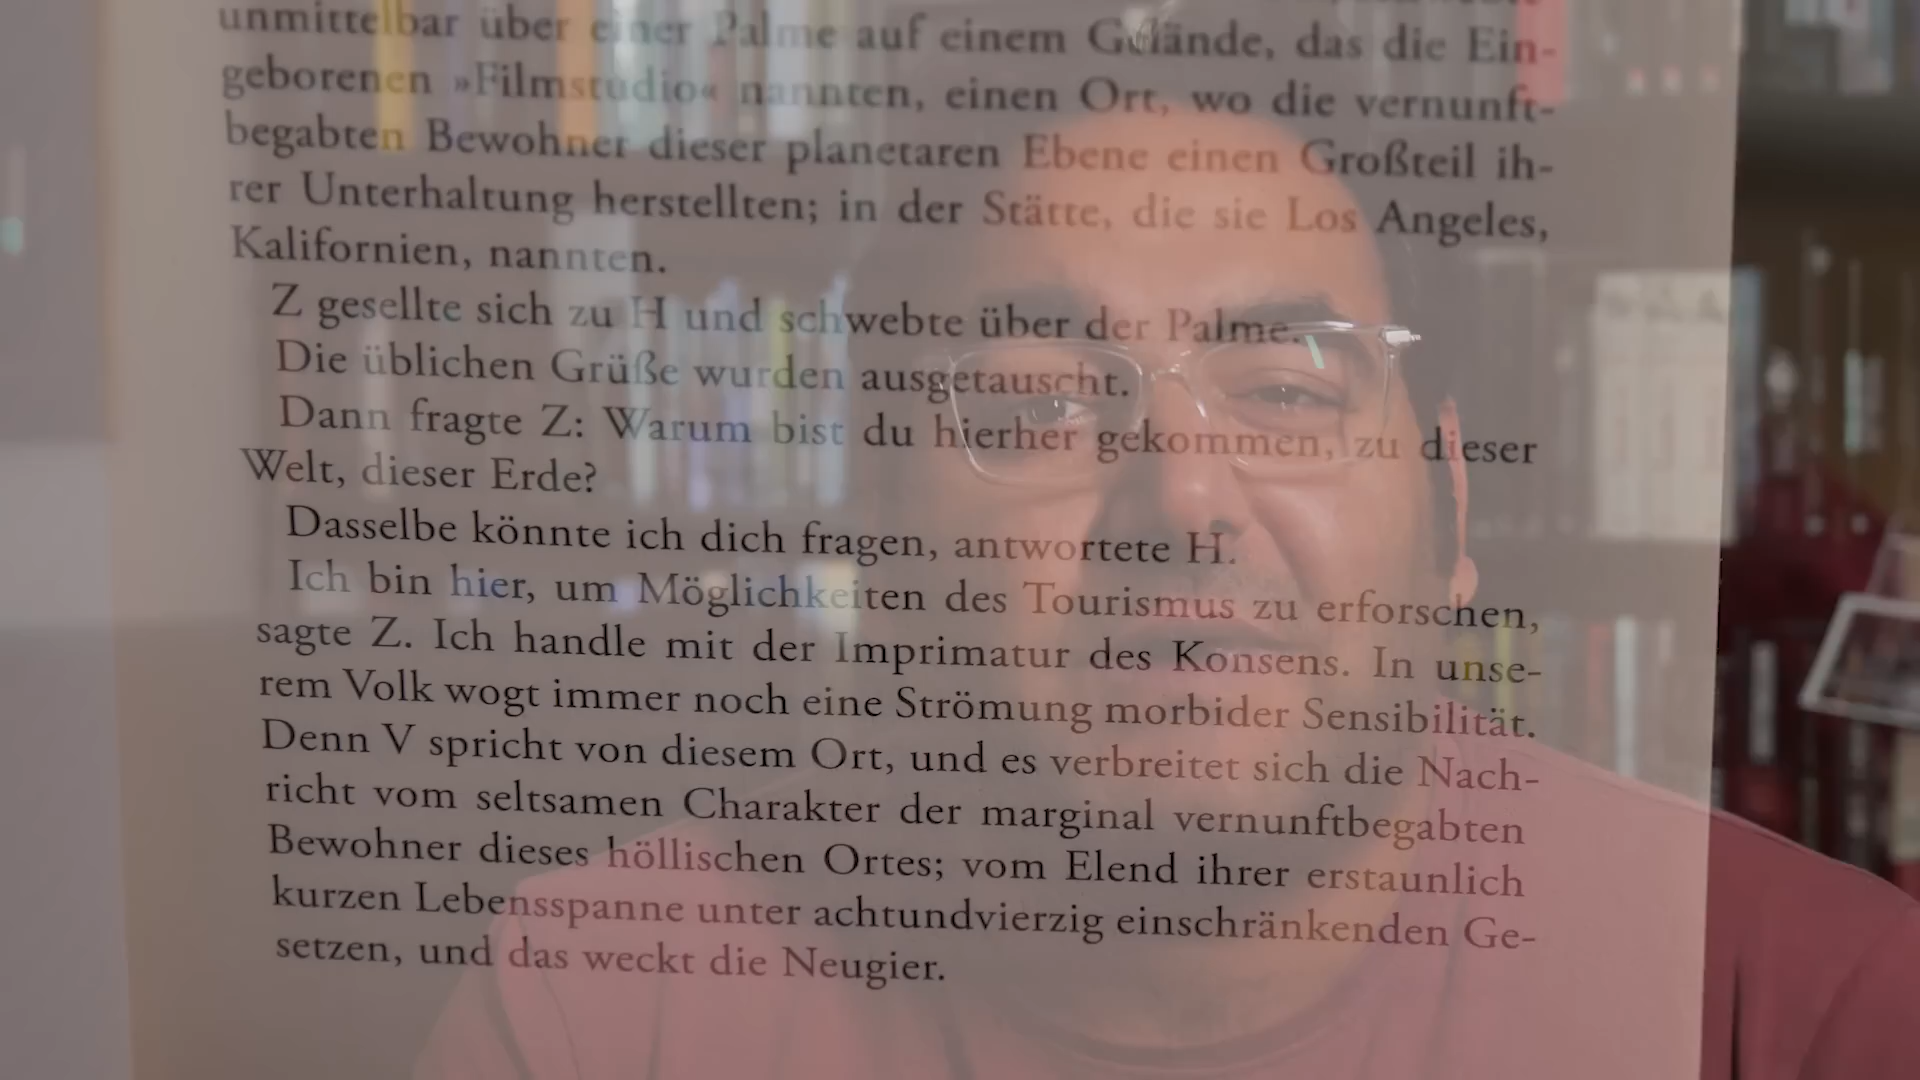 unmittelbar über einer Palme auf einem Gelände, das die Ein-
geborenen »Filmstudio« nannten, einen Ort, wo die vernunft-
begabten Bewohner dieser planetaren Ebene einen Großteil ih-
rer Unterhaltung herstellten; in der Stätte, die sie Los Angeles,
Kalifornien, nannten.
Z gesellte sich zu H und schwebte über der Palme.
Die üblichen Grüße wurden ausgetauscht.
Dann fragte Z: Warum bist du hierher gekommen, zu dieser
Welt, dieser Erde?
Dasselbe könnte ich dich fragen, antwortete H.
Ich bin hier, um Möglichkeiten des Tourismus zu erforschen,
sagte Z. Ich handle mit der Imprimatur des Konsens. In unse-
rem Volk wogt immer noch eine Strömung morbider Sensibilität.
Denn V spricht von diesem Ort, und es verbreitet sich die Nach-
richt vom seltsamen Charakter der marginal vernunftbegabten
Bewohner dieses höllischen Ortes; vom Elend ihrer erstaunlich
kurzen Lebensspanne unter achtundvierzig einschränkenden Ge-
setzen, und das weckt die Neugier.